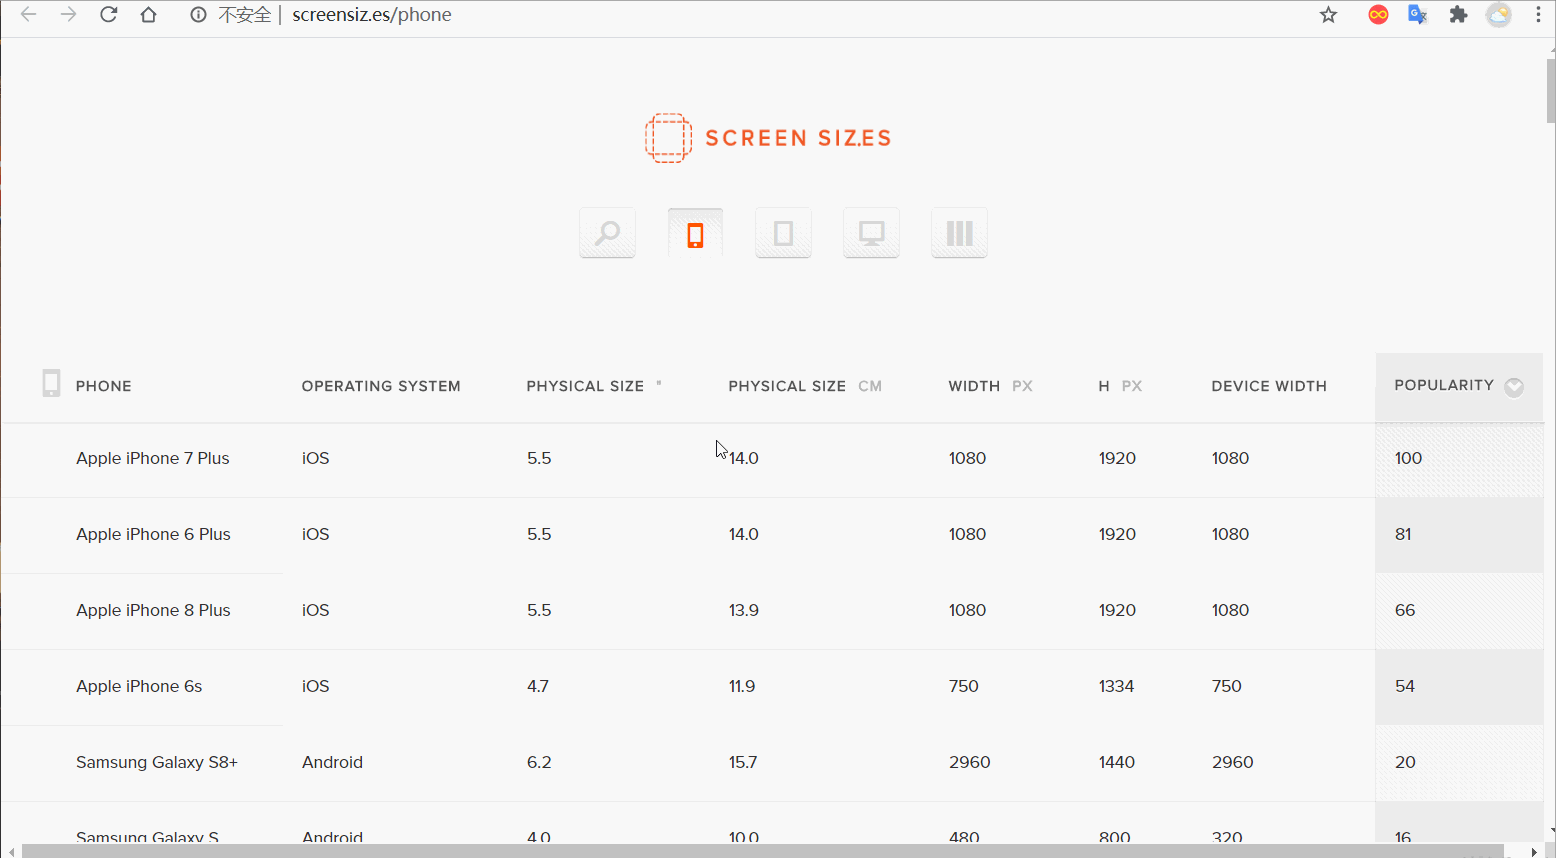 不安全 screensiz.es/phone
SCREEN SIZ.ES
PHONE OPERATING SYSTEM PHYSICAL SIZE " PHYSICAL SIZE CM WIDTH PX H PX DEVICE WIDTH POPULARITY
Apple iPhone 7 Plus iOS 5.5 14.0 1080 1920 1080 100
Apple iPhone 6 Plus iOS 5.5 14.0 1080 1920 1080 81
Apple iPhone 8 Plus iOS 5.5 13.9 1080 1920 1080 66
Apple iPhone 6s iOS 4.7 11.9 750 1334 750 54
Samsung Galaxy S8+ Android 6.2 15.7 2960 1440 2960 20
Samsung Galaxy S Android 4.0 10.0 480 800 320 16